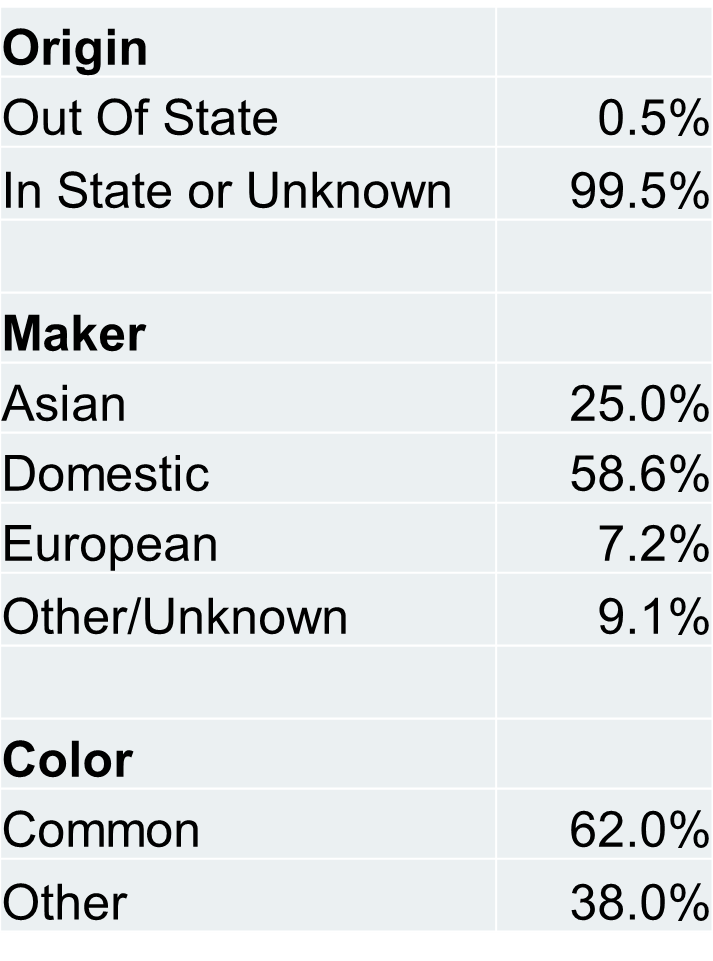 Origin
Out Of State 0.5%
In State or Unknown 99.5%
Maker
Asian 25.0%
Domestic 58.6%
European 7.2%
Other/Unknown 9.1%
Color
Common 62.0%
Other 38.0%